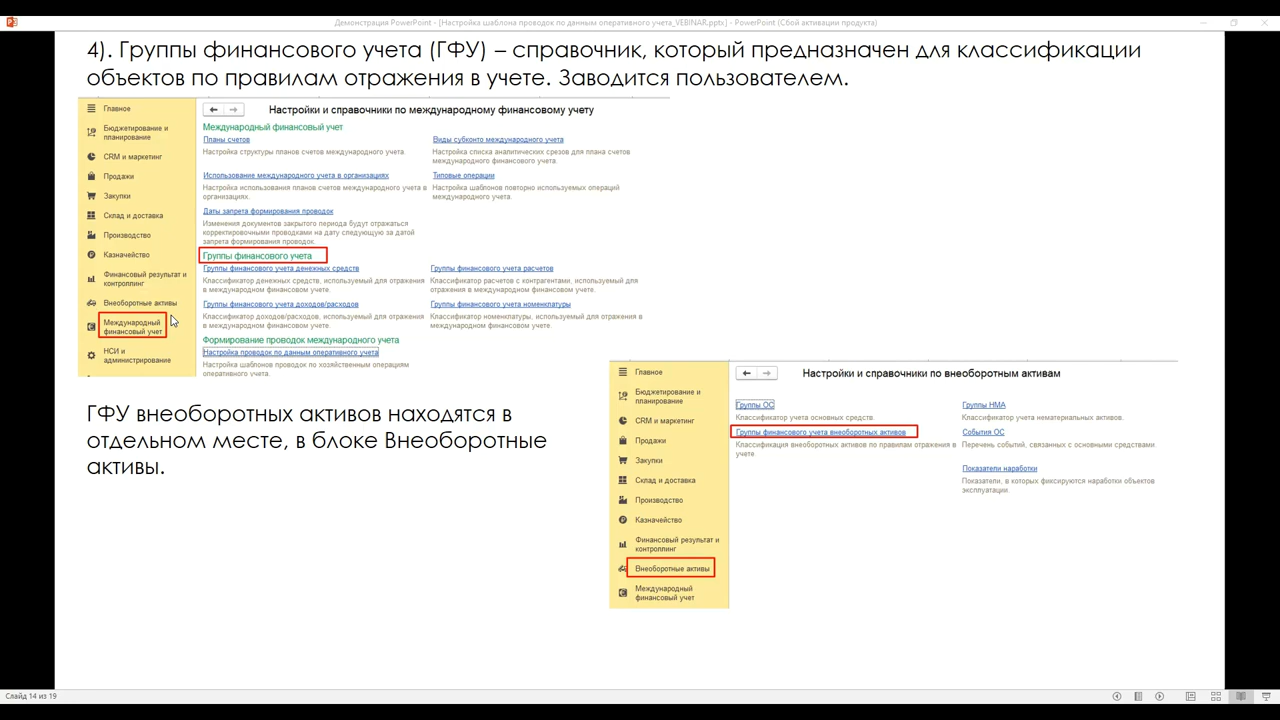 Демонстрация PowerPoint - [Настройка шаблона проводок по данным оперативного учета_VEBINAR.pptx] - PowerPoint (Сбой активации продукта)
4). Группы финансового учета (ГФУ) – справочник, который предназначен для классификации
объектов по правилам отражения в учете. Заводится пользователем.
Главное
Бюджетирование и
планирование
CRM и маркетинг
Продажи
Закупки
Склад и доставка
Производство
Казначейство
Финансовый результат и
контроллинг
Внеоборотные активы
Международный
финансовый учет
НСИ и
администрирование
Настройки и справочники по международному финансовому учету
Международный финансовый учет
Планы счетов
Настройка структуры планов счетов международного учета.
Виды субконто международного учета
Настройка списка аналитических срезов для плана счетов
международного финансового учета.
Использование международного учета в организациях
Настройка использования планов счетов международного учета в
организациях.
Типовые операции
Настройка шаблонов повторно используемых операций
международного учета.
Даты запрета формирования проводок
Изменения документов закрытого периода будут отражаться
корректировочными проводками на дату следующую за датой
запрета формирования проводок.
Группы финансового учета
Группы финансового учета денежных средств
Классификатор денежных средств, используемый для отражения
в международном финансовом учете.
Группы финансового учета расчетов
Классификатор расчетов с контрагентами, используемый для
отражения в международном финансовом учете.
Группы финансового учета доходов/расходов
Классификатор доходов/расходов, используемый для отражения
в международном финансовом учете.
Группы финансового учета номенклатуры
Классификатор номенклатуры, используемый для отражения в
международном финансовом учете.
Формирование проводок международного учета
Настройка проводок по данным оперативного учета
Настройка шаблонов проводок по хозяйственным операциям
оперативного учета.
ГФУ внеоборотных активов находятся в
отдельном месте, в блоке Внеоборотные
активы.
Главное
Бюджетирование и
планирование
CRM и маркетинг
Продажи
Закупки
Склад и доставка
Производство
Казначейство
Финансовый результат и
контроллинг
Внеоборотные активы
Международный
финансовый учет
Настройки и справочники по внеоборотным активам
Группы ОС
Классификатор учета основных средств.
Группы НМА
Классификатор учета нематериальных активов.
Группы финансового учета внеоборотных активов
Классификация внеоборотных активов по правилам отражения в
учете
События ОС
Перечень событий, связанных с основными средствами.
Показатели наработки
Показатели, в которых фиксируются наработки объектов
эксплуатации.
Слайд 14 из 19